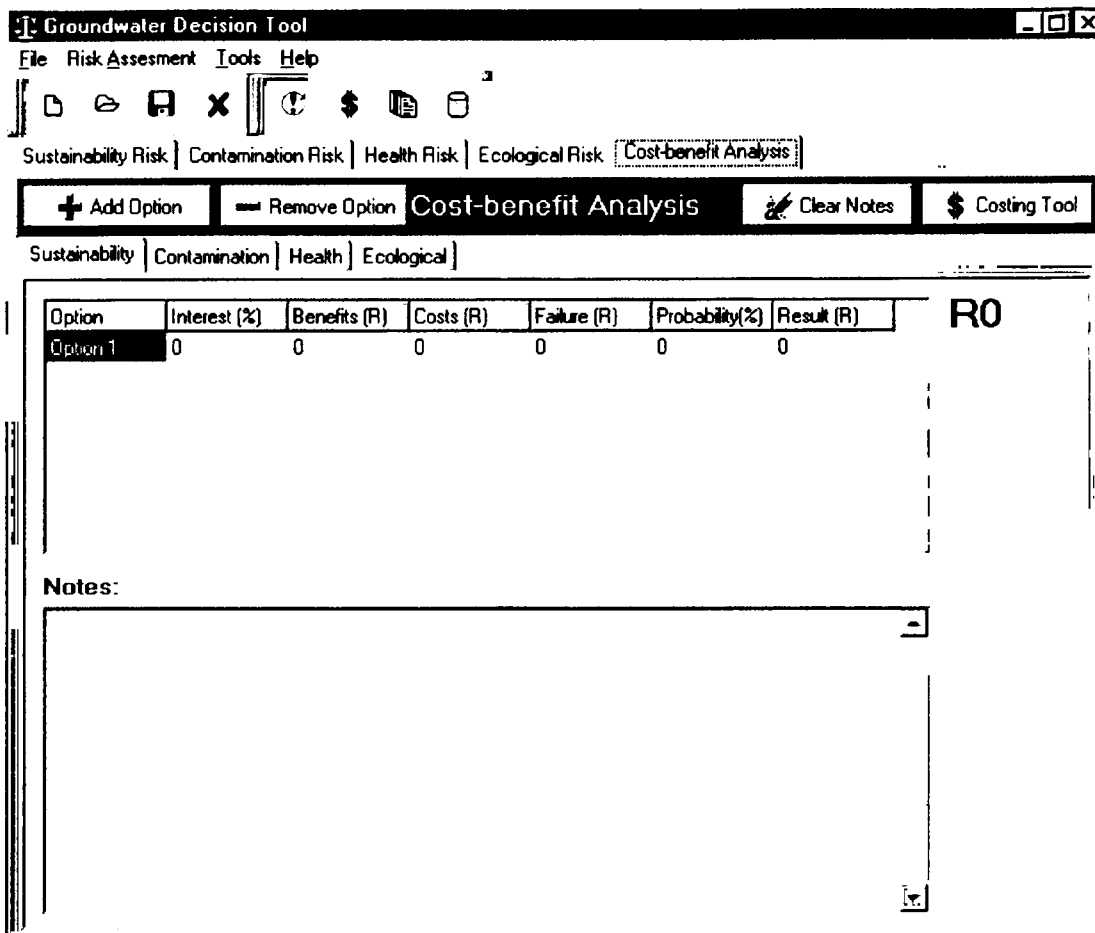 Groundwater Decision Tool
File Risk Assesment Tools Help
Sustainability Risk Contamination Risk Health Risk Ecological Risk Cost-benefit Analysis
Add Option Remove Option Cost-benefit Analysis Clear Notes $ Costing Tool
Sustainability Contamination Health Ecological
Option Interest (%) Benefits (R) Costs (R) Failure (R) Probability(%) Result (R) R0
Option 1 0 0 0 0 0 0
Notes: